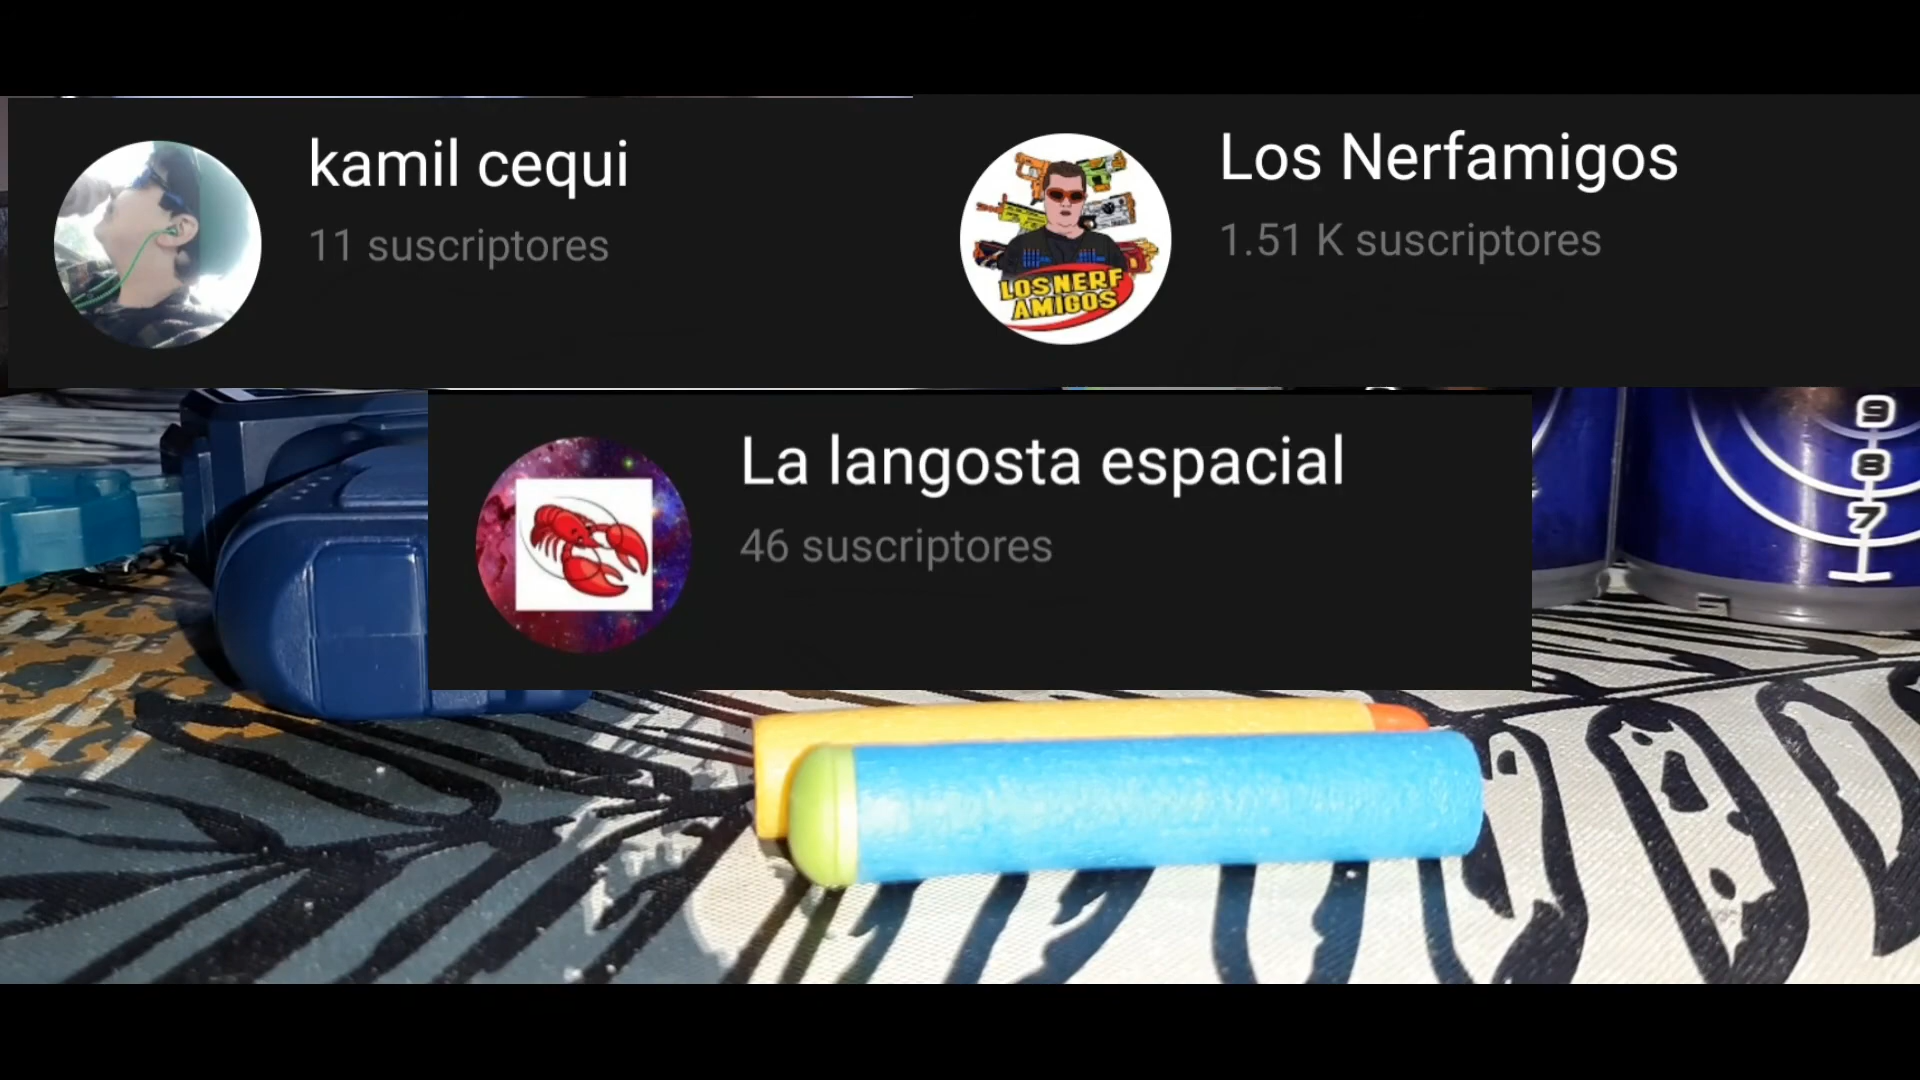 kamil cequi
11 suscriptores
Los Nerfamigos
1.51 K suscriptores
LOS NERF
AMIGOS
La langosta espacial
46 suscriptores
9
8
7